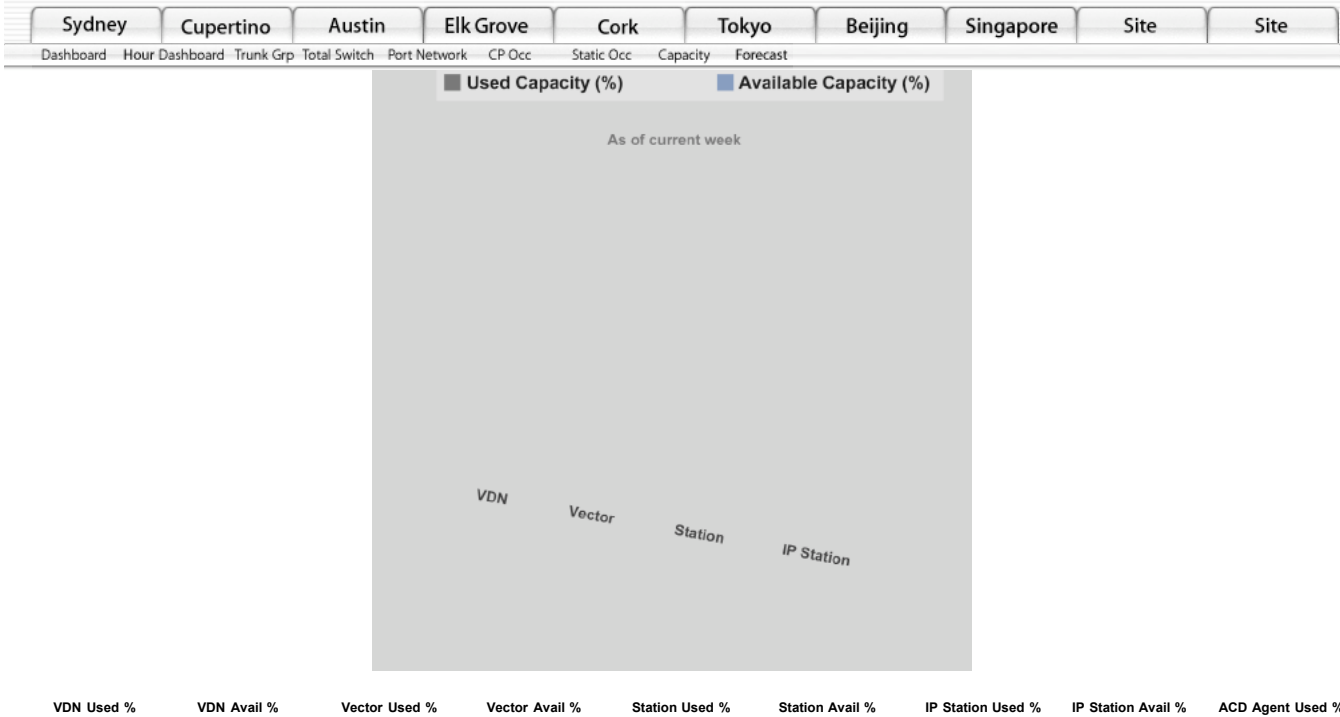 Sydney Cupertino Austin Elk Grove Cork Tokyo Beijing Singapore Site Site
Dashboard Hour Dashboard Trunk Grp Total Switch Port Network CP Occ Static Occ Capacity Forecast
Used Capacity (%) Available Capacity (%)
As of current week
VDN
Vector
Station
IP Station
VDN Used % VDN Avail % Vector Used % Vector Avail % Station Used % Station Avail % IP Station Used % IP Station Avail % ACD Agent Used %